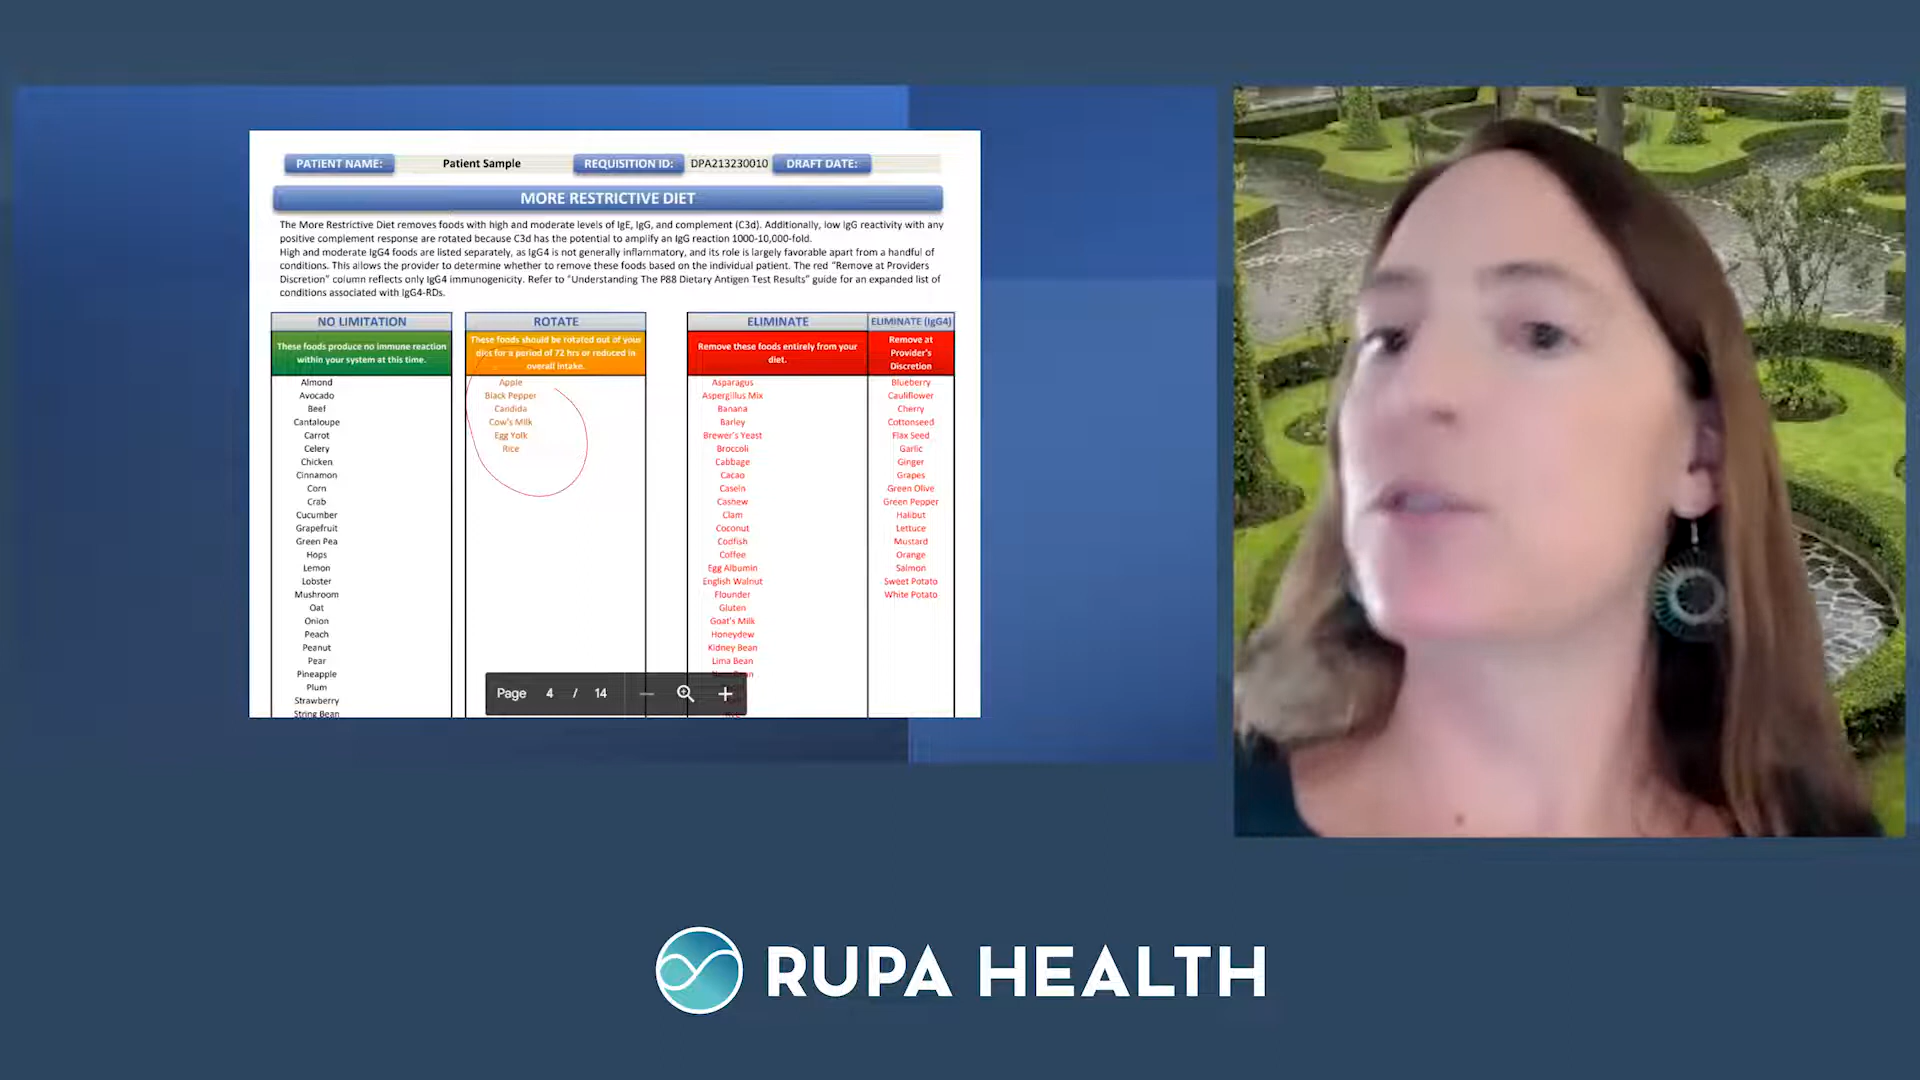 PATIENT NAME: Patient Sample REQUISITION ID: DPA213230010 DRAFT DATE:
MORE RESTRICTIVE DIET
The More Restrictive Diet removes foods with high and moderate levels of IgE, IgG, and complement (C3d). Additionally, low IgG reactivity with any
positive complement response are rotated because C3d has the potential to amplify an IgG reaction 1000-10,000-fold.
High and moderate IgG4 foods are listed separately, as IgG4 is not generally inflammatory, and its role is largely favorable apart from a handful of
conditions. This allows the provider to determine whether to remove these foods based on the individual patient. The red “Remove at Providers
Discretion” column reflects only IgG4 immunogenicity. Refer to “Understanding The P88 Dietary Antigen Test Results” guide for an expanded list of
conditions associated with IgG4-RDs.
NO LIMITATION
These foods produce no immune reaction
within your system at this time.
Almond
Avocado
Beef
Cantaloupe
Carrot
Celery
Chicken
Cinnamon
Corn
Crab
Cucumber
Grapefruit
Green Pea
Hops
Lemon
Lobster
Mushroom
Oat
Onion
Peach
Peanut
Pear
Pineapple
Plum
Strawberry
String Bean
ROTATE
These foods should be rotated out of your
diet for a period of 72 hrs or reduced in
overall intake.
Apple
Black Pepper
Candida
Cow's Milk
Egg Yolk
Rice
ELIMINATE
Remove these foods entirely from your
diet.
Asparagus
Aspergillus Mix
Banana
Barley
Brewer's Yeast
Broccoli
Cabbage
Cacao
Casein
Cashew
Clam
Coconut
Codfish
Coffee
Egg Albumin
English Walnut
Flounder
Gluten
Goat's Milk
Honeydew
Kidney Bean
Lima Bean
ELIMINATE (IgG4)
Remove at
Provider's
Discretion
Blueberry
Cauliflower
Cherry
Cottonseed
Flax Seed
Garlic
Ginger
Grapes
Green Olive
Green Pepper
Halibut
Lettuce
Mustard
Orange
Salmon
Sweet Potato
White Potato
Page 4 / 14
RUPA HEALTH